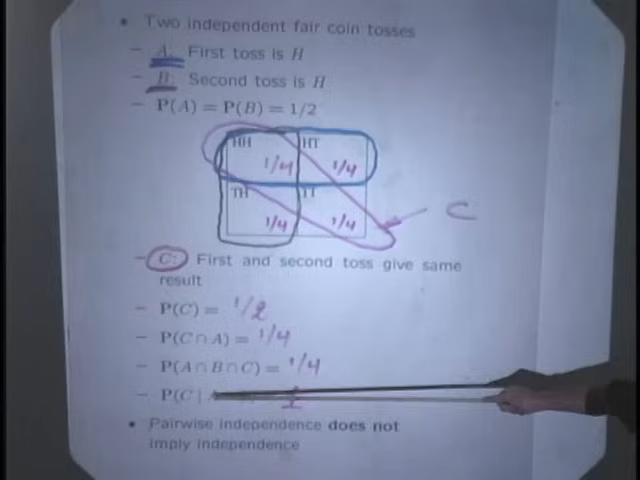 • Two independent fair coin tosses
– A: First toss is H
– B: Second toss is H
– P(A) = P(B) = 1/2
HH HT
1/4 1/4
TH TT
1/4 1/4
C
– C: First and second toss give same
result
– P(C) = 1/2
– P(C ∩ A) = 1/4
– P(A ∩ B ∩ C) = 1/4
– P(C |
• Pairwise independence does not
imply independence